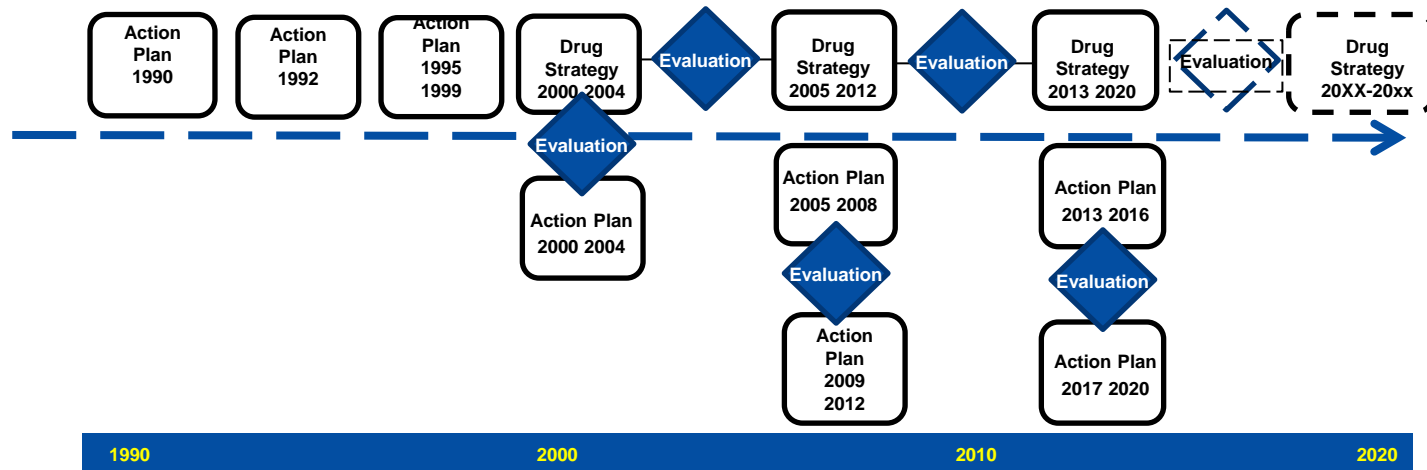 Action
Plan
1990
Action
Plan
1992
Action
Plan
1995
1999
Drug
Strategy
2000-2004
Evaluation
Drug
Strategy
2005 2012
Evaluation
Drug
Strategy
2013 2020
Evaluation
Drug
Strategy
20XX-20xx
Evaluation
Action Plan
2000 2004
Action Plan
2005 2008
Evaluation
Action
Plan
2009
2012
Action Plan
2013 2016
Evaluation
Action Plan
2017 2020
1990
2000
2010
2020